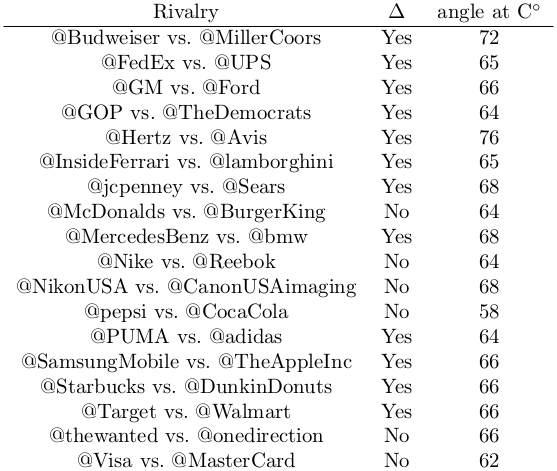 Rivalry Δ angle at C°
@Budweiser vs. @MillerCoors Yes 72
@FedEx vs. @UPS Yes 65
@GM vs. @Ford Yes 66
@GOP vs. @TheDemocrats Yes 64
@Hertz vs. @Avis Yes 76
@InsideFerrari vs. @lamborghini Yes 65
@jcpenney vs. @Sears Yes 68
@McDonalds vs. @BurgerKing No 64
@MercedesBenz vs. @bmw Yes 68
@Nike vs. @Reebok No 64
@NikonUSA vs. @CanonUSAimaging No 68
@pepsi vs. @CocaCola No 58
@PUMA vs. @adidas Yes 64
@SamsungMobile vs. @TheAppleInc Yes 66
@Starbucks vs. @DunkinDonuts Yes 66
@Target vs. @Walmart Yes 66
@thewanted vs. @onedirection No 66
@Visa vs. @MasterCard No 62